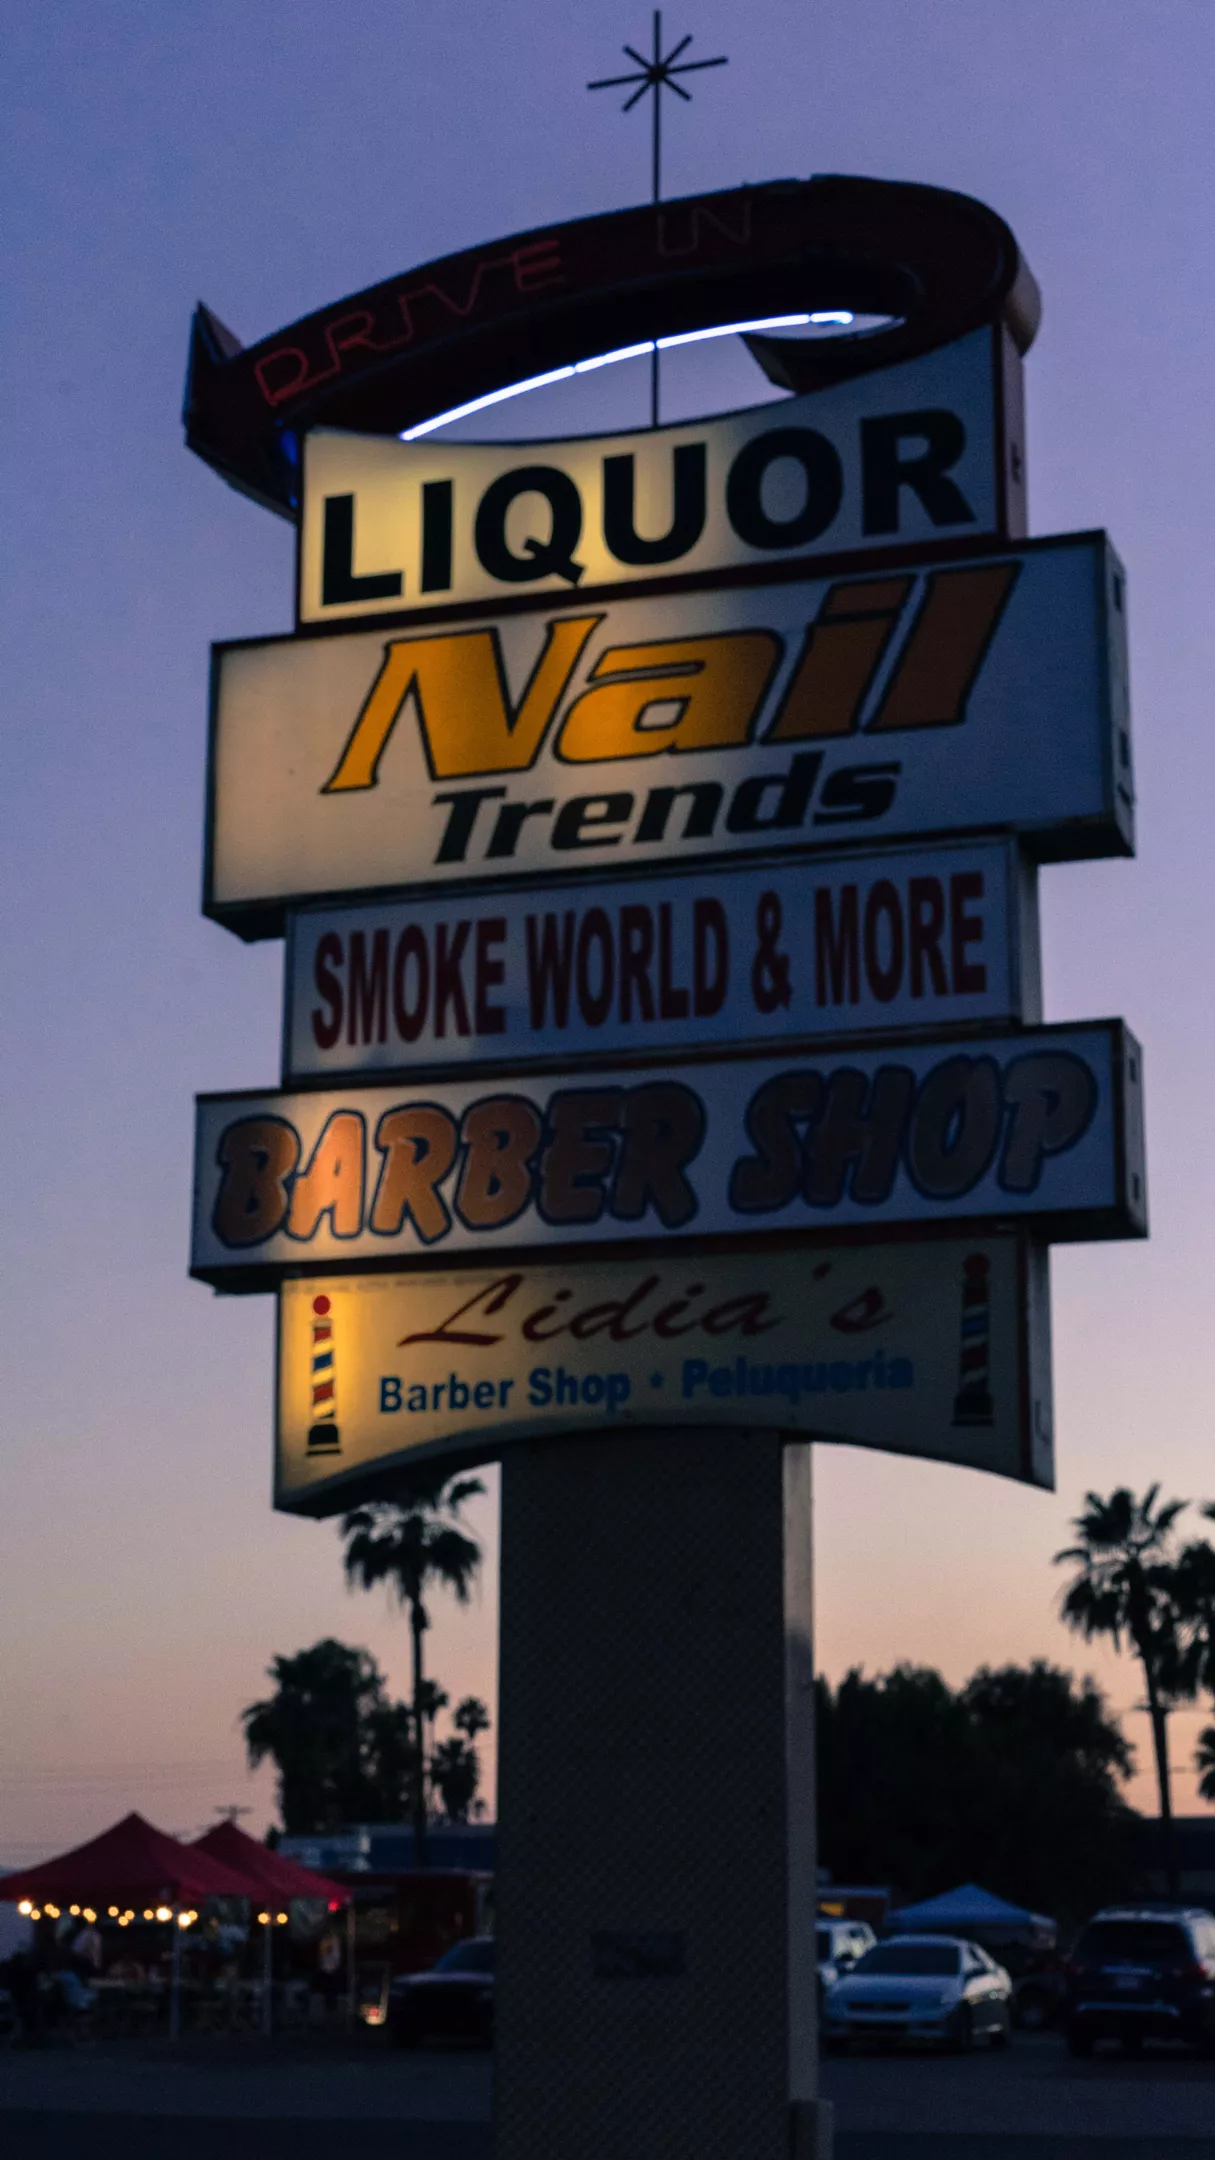 DRIVE IN
LIQUOR
Nail
Trends
SMOKE WORLD & MORE
BARBER SHOP
Lidia's
Barber Shop • Peluqueria